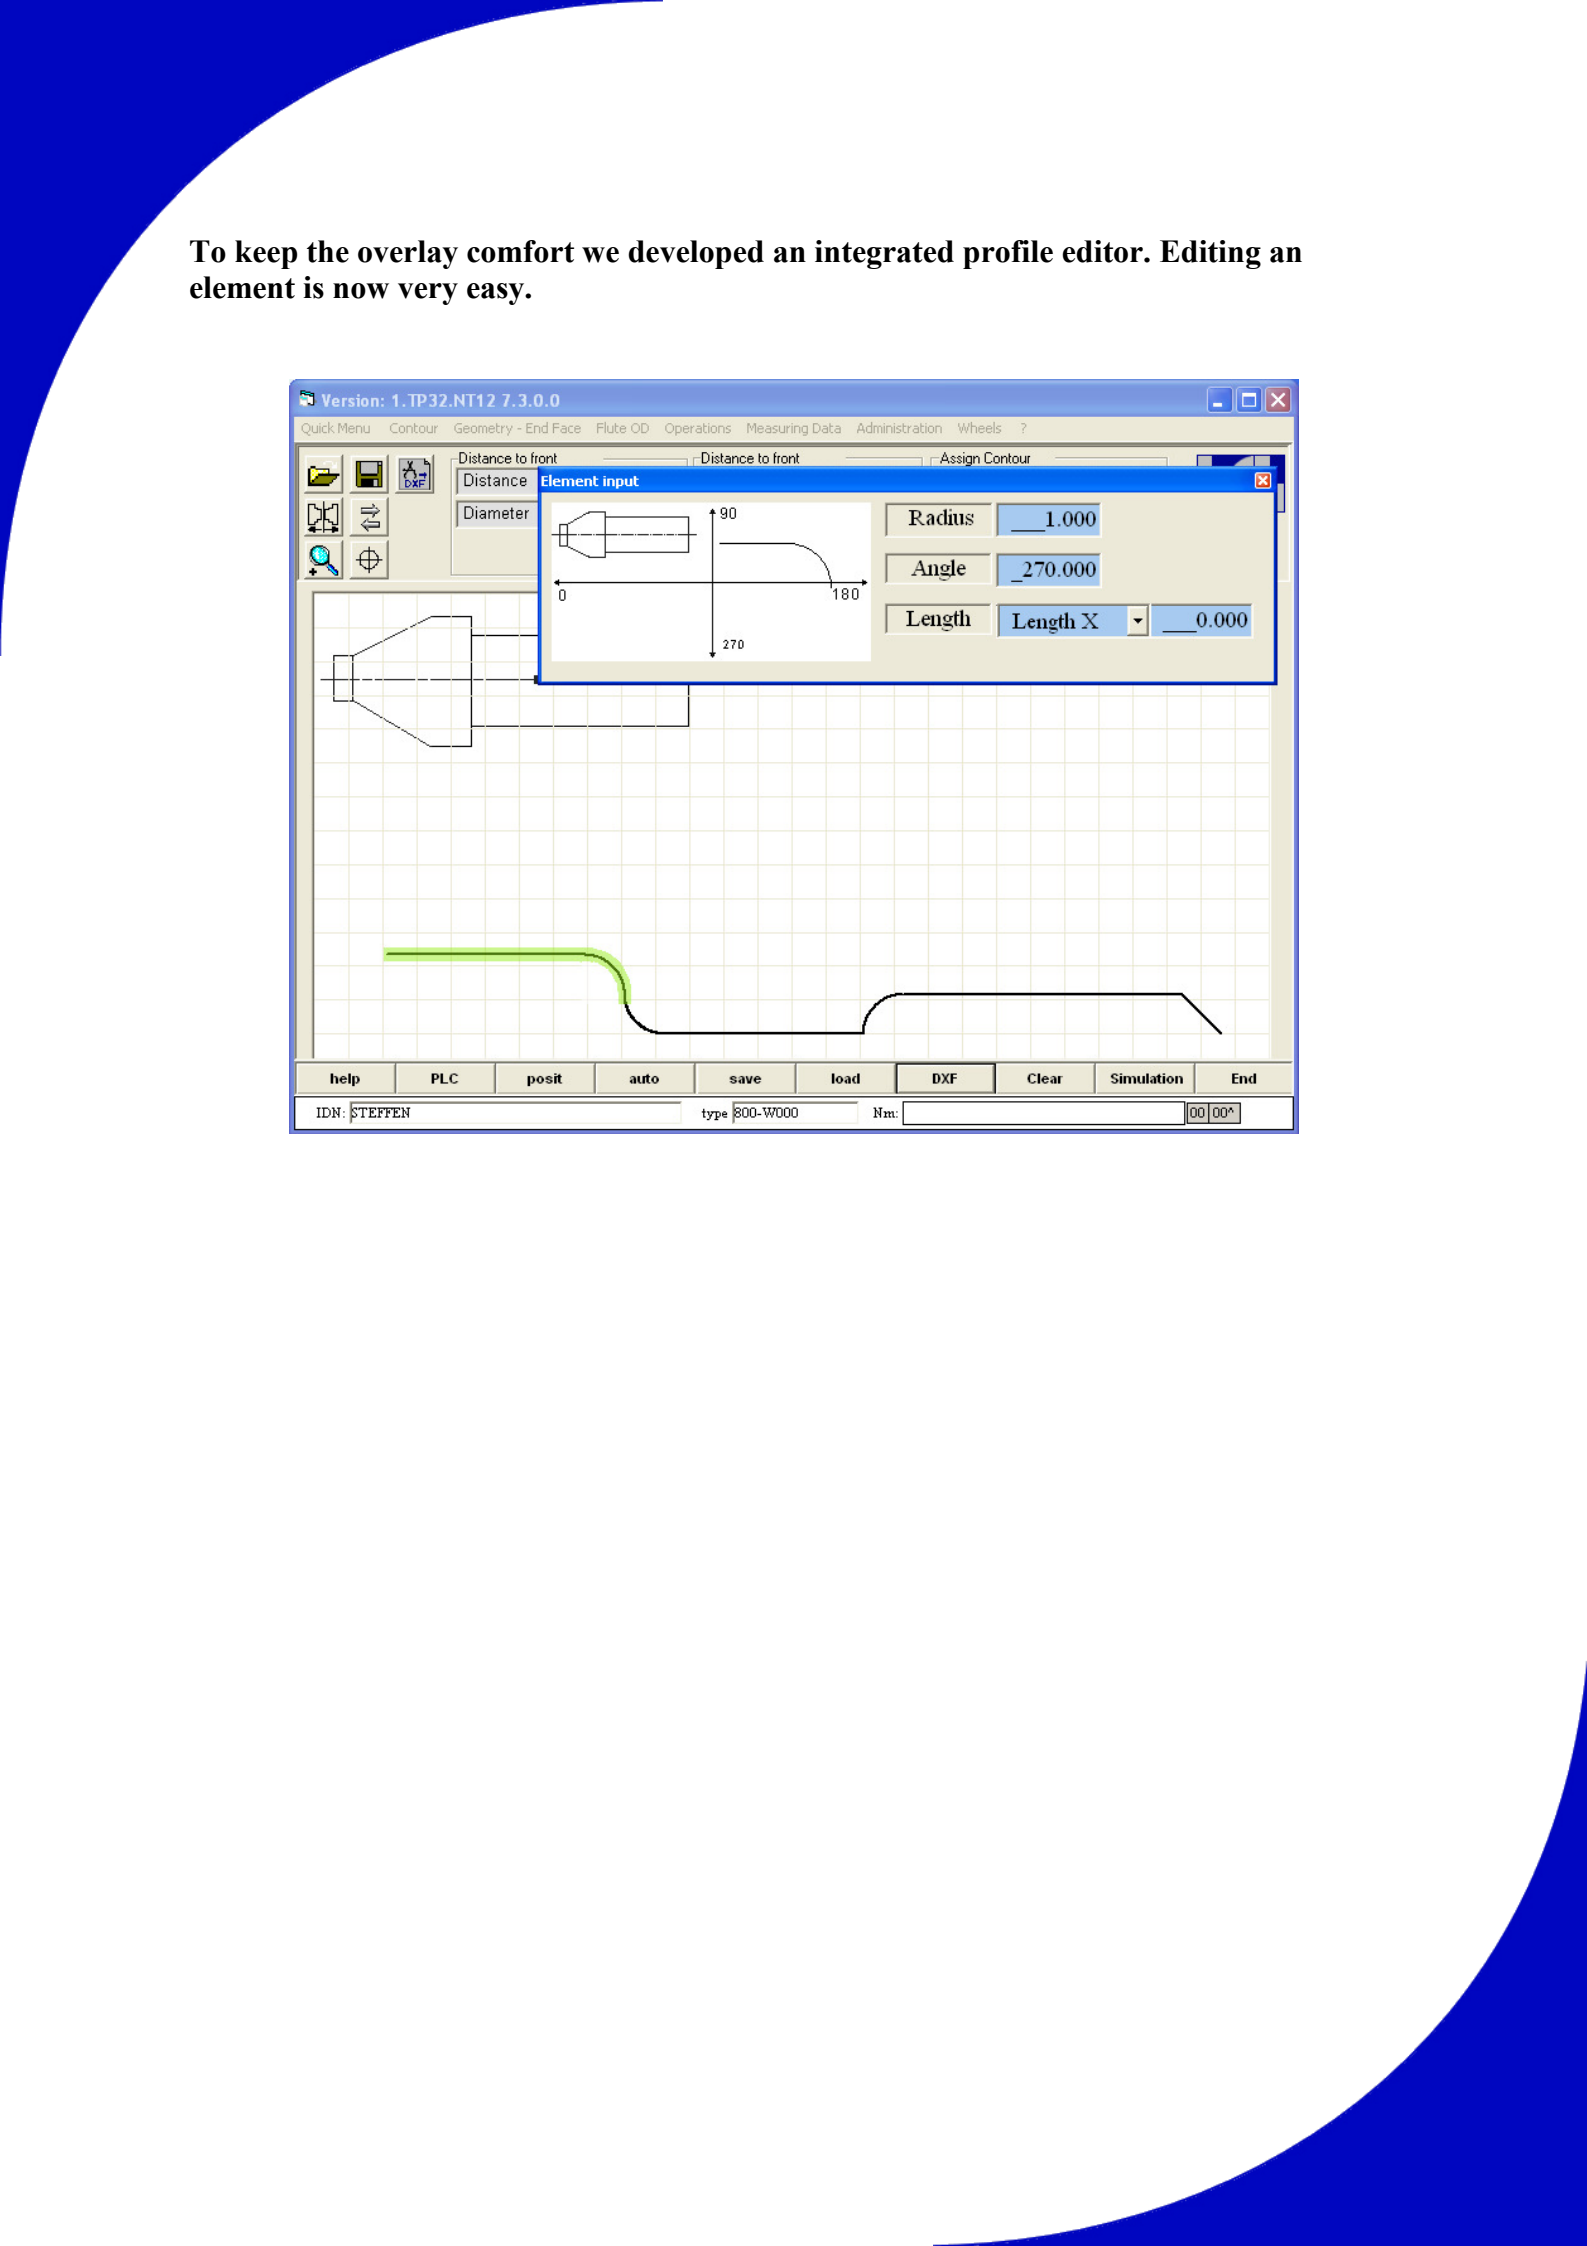 To keep the overlay comfort we developed an integrated profile editor. Editing an
element is now very easy.
Version: 1.TP32.NT12 7.3.0.0
Quick Menu Contour Geometry - End Face Flute OD Operations Measuring Data Administration Wheels ?
Distance to front Distance to front Assign Contour
DXF
Distance
Diameter
Element input
90
0
180
270
Radius ___1.000
Angle _270.000
Length Length X ___0.000
help PLC posit auto save load DXF Clear Simulation End
IDN: STEFFEN type 800-W000 Nm: 00 00^